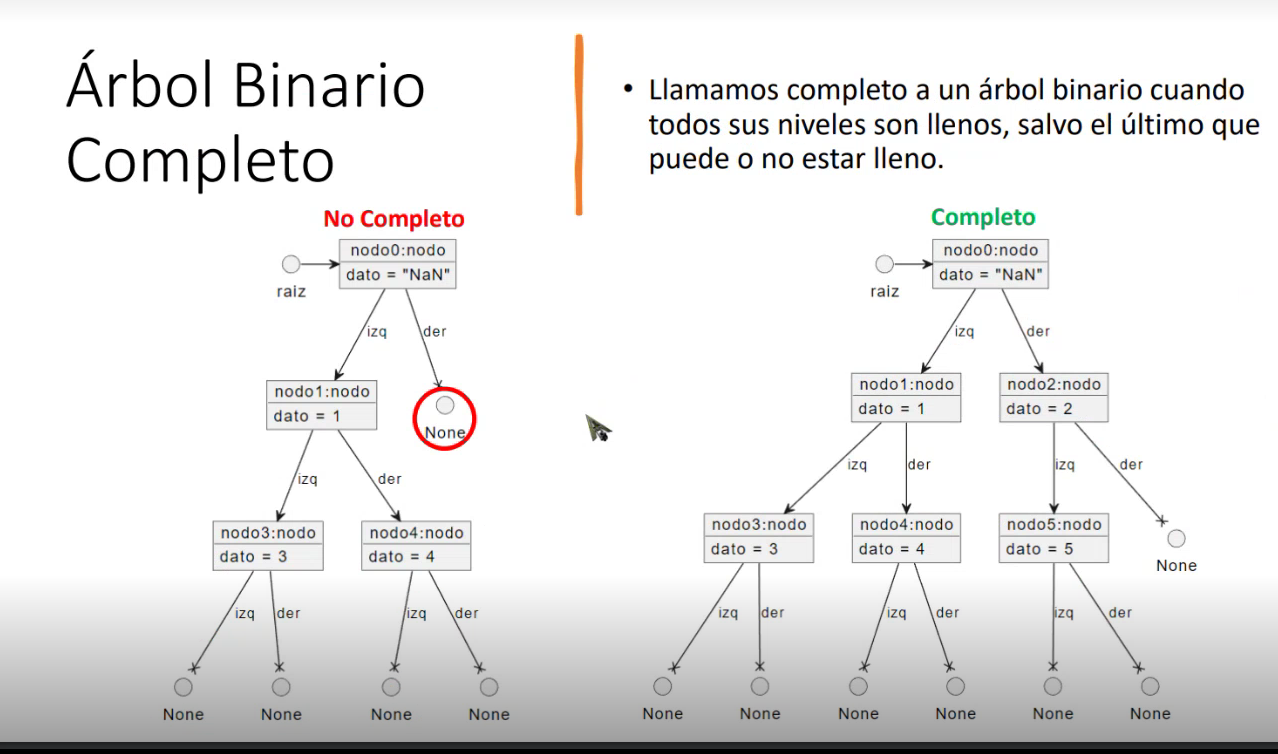 Árbol Binario
Completo
• Llamamos completo a un árbol binario cuando
todos sus niveles son llenos, salvo el último que
puede o no estar lleno.
No Completo
nodo0:nodo
dato = "NaN"
raiz
izq
der
nodo1:nodo
dato = 1
None
izq
der
nodo3:nodo
dato = 3
nodo4:nodo
dato = 4
izq
der
izq
der
None
None
None
None
Completo
nodo0:nodo
dato = "NaN"
raiz
izq
der
nodo1:nodo
dato = 1
nodo2:nodo
dato = 2
izq
der
izq
der
nodo3:nodo
dato = 3
nodo4:nodo
dato = 4
nodo5:nodo
dato = 5
None
izq
der
izq
der
izq
der
None
None
None
None
None
None